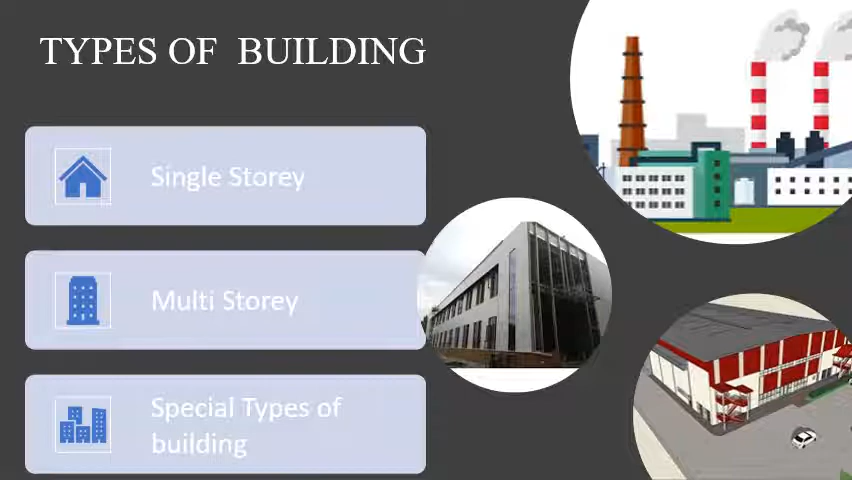 TYPES OF BUILDING
Single Storey
Multi Storey
Special Types of
building